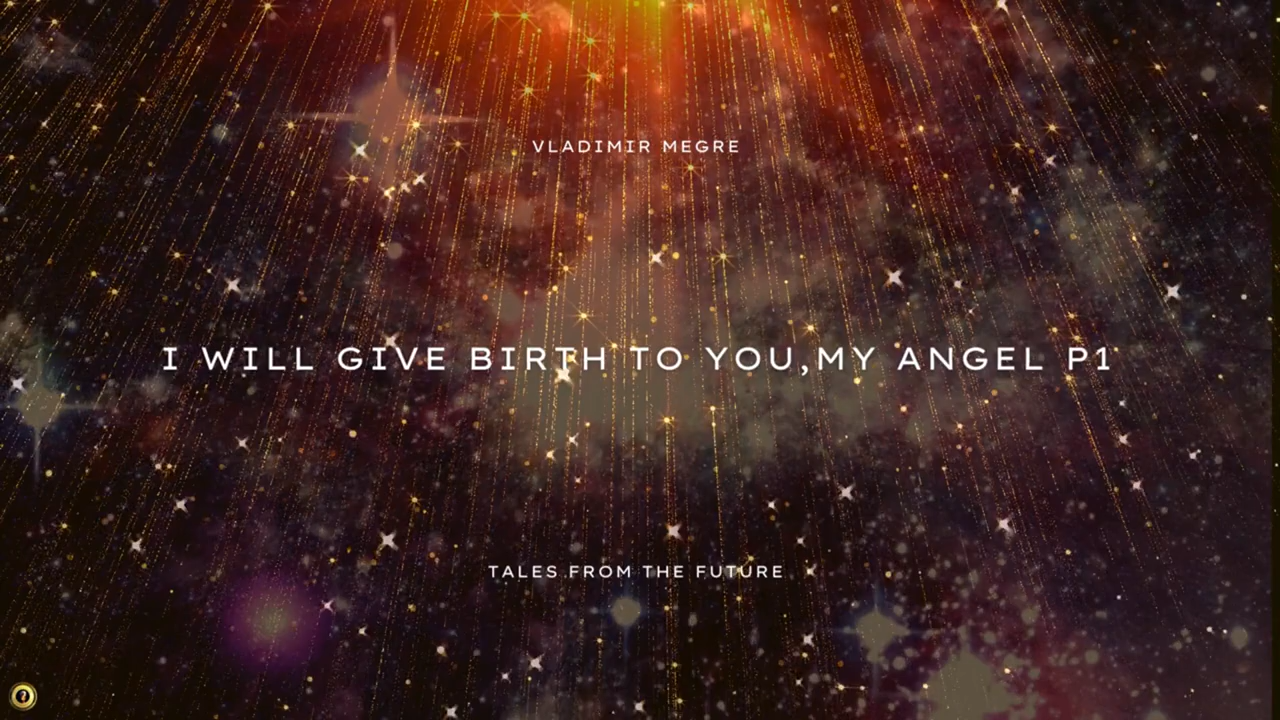 VLADIMIR MEGRE
I WILL GIVE BIRTH TO YOU,MY ANGEL P1
TALES FROM THE FUTURE